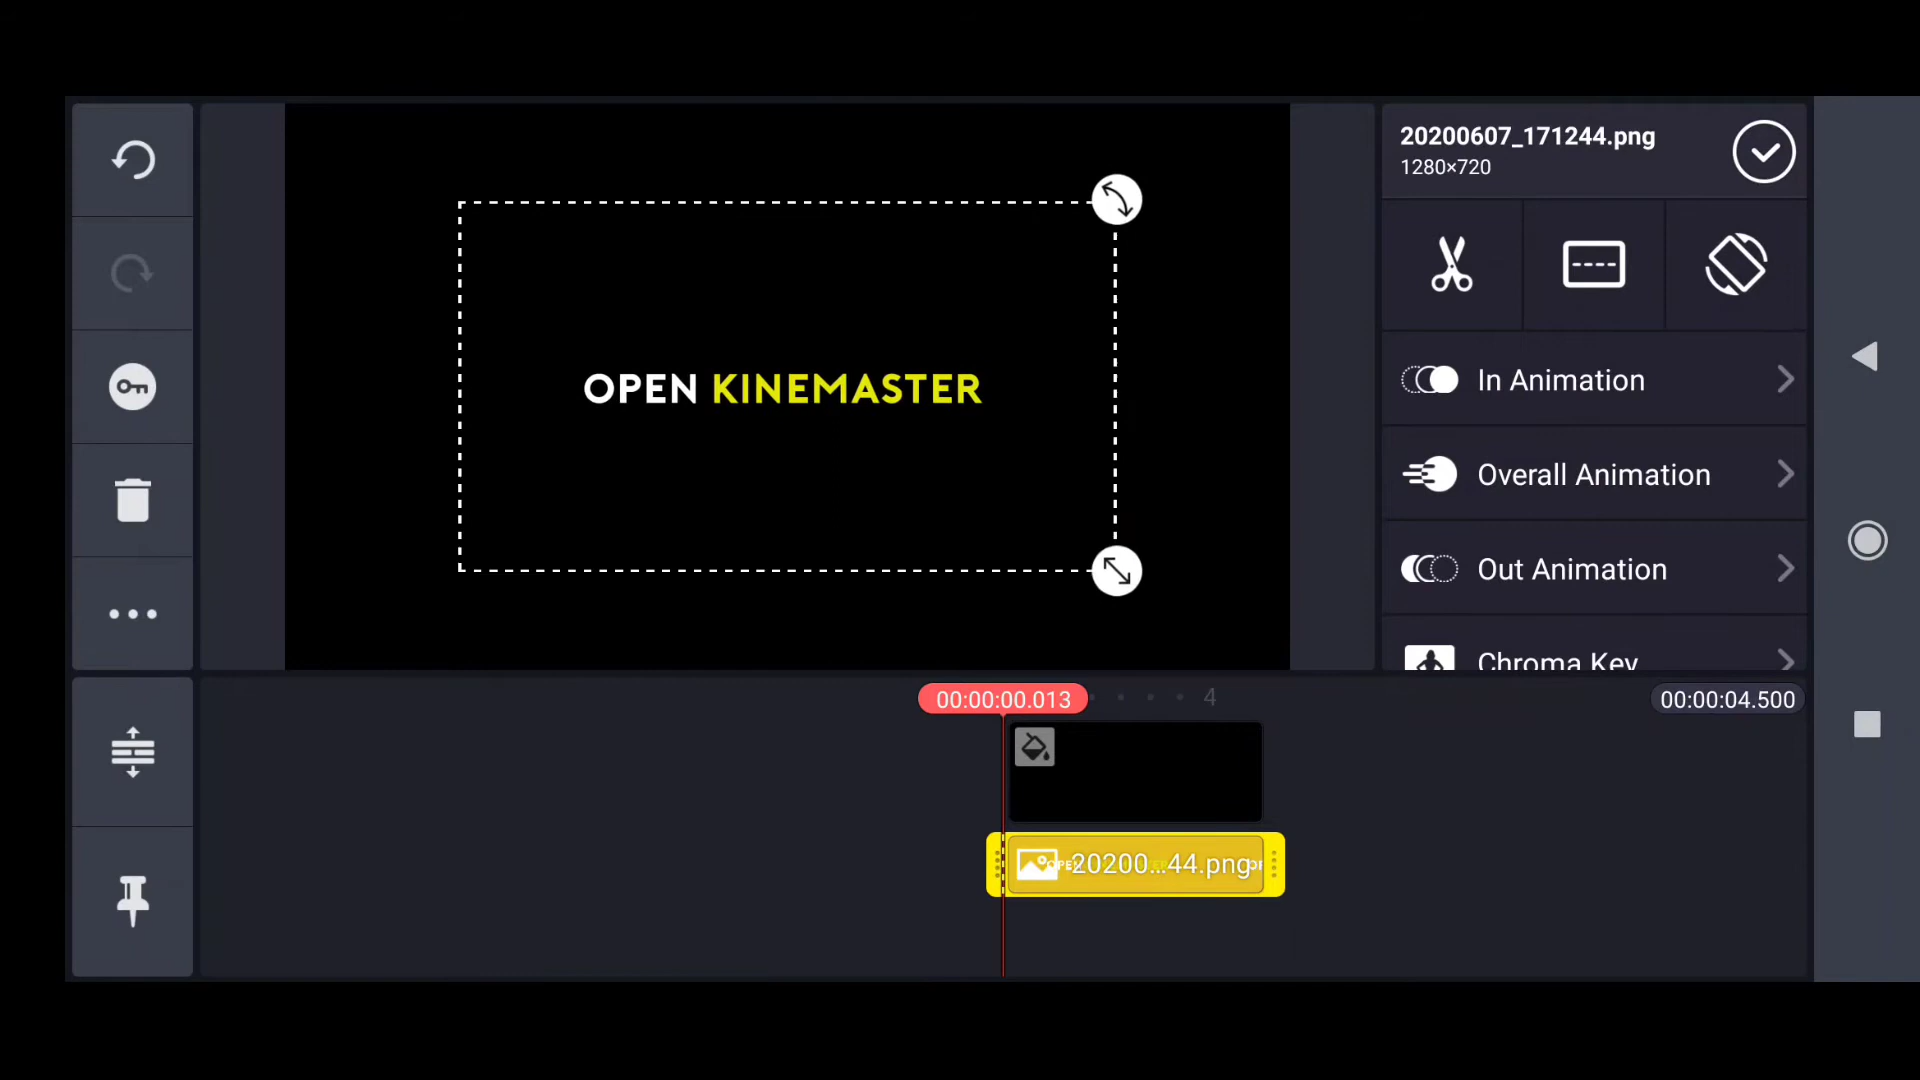 20200607_171244.png
1280×720
OPEN KINEMASTER
In Animation
Overall Animation
Out Animation
Chroma Key
00:00:00.013
4
00:00:04.500
20200...44.png